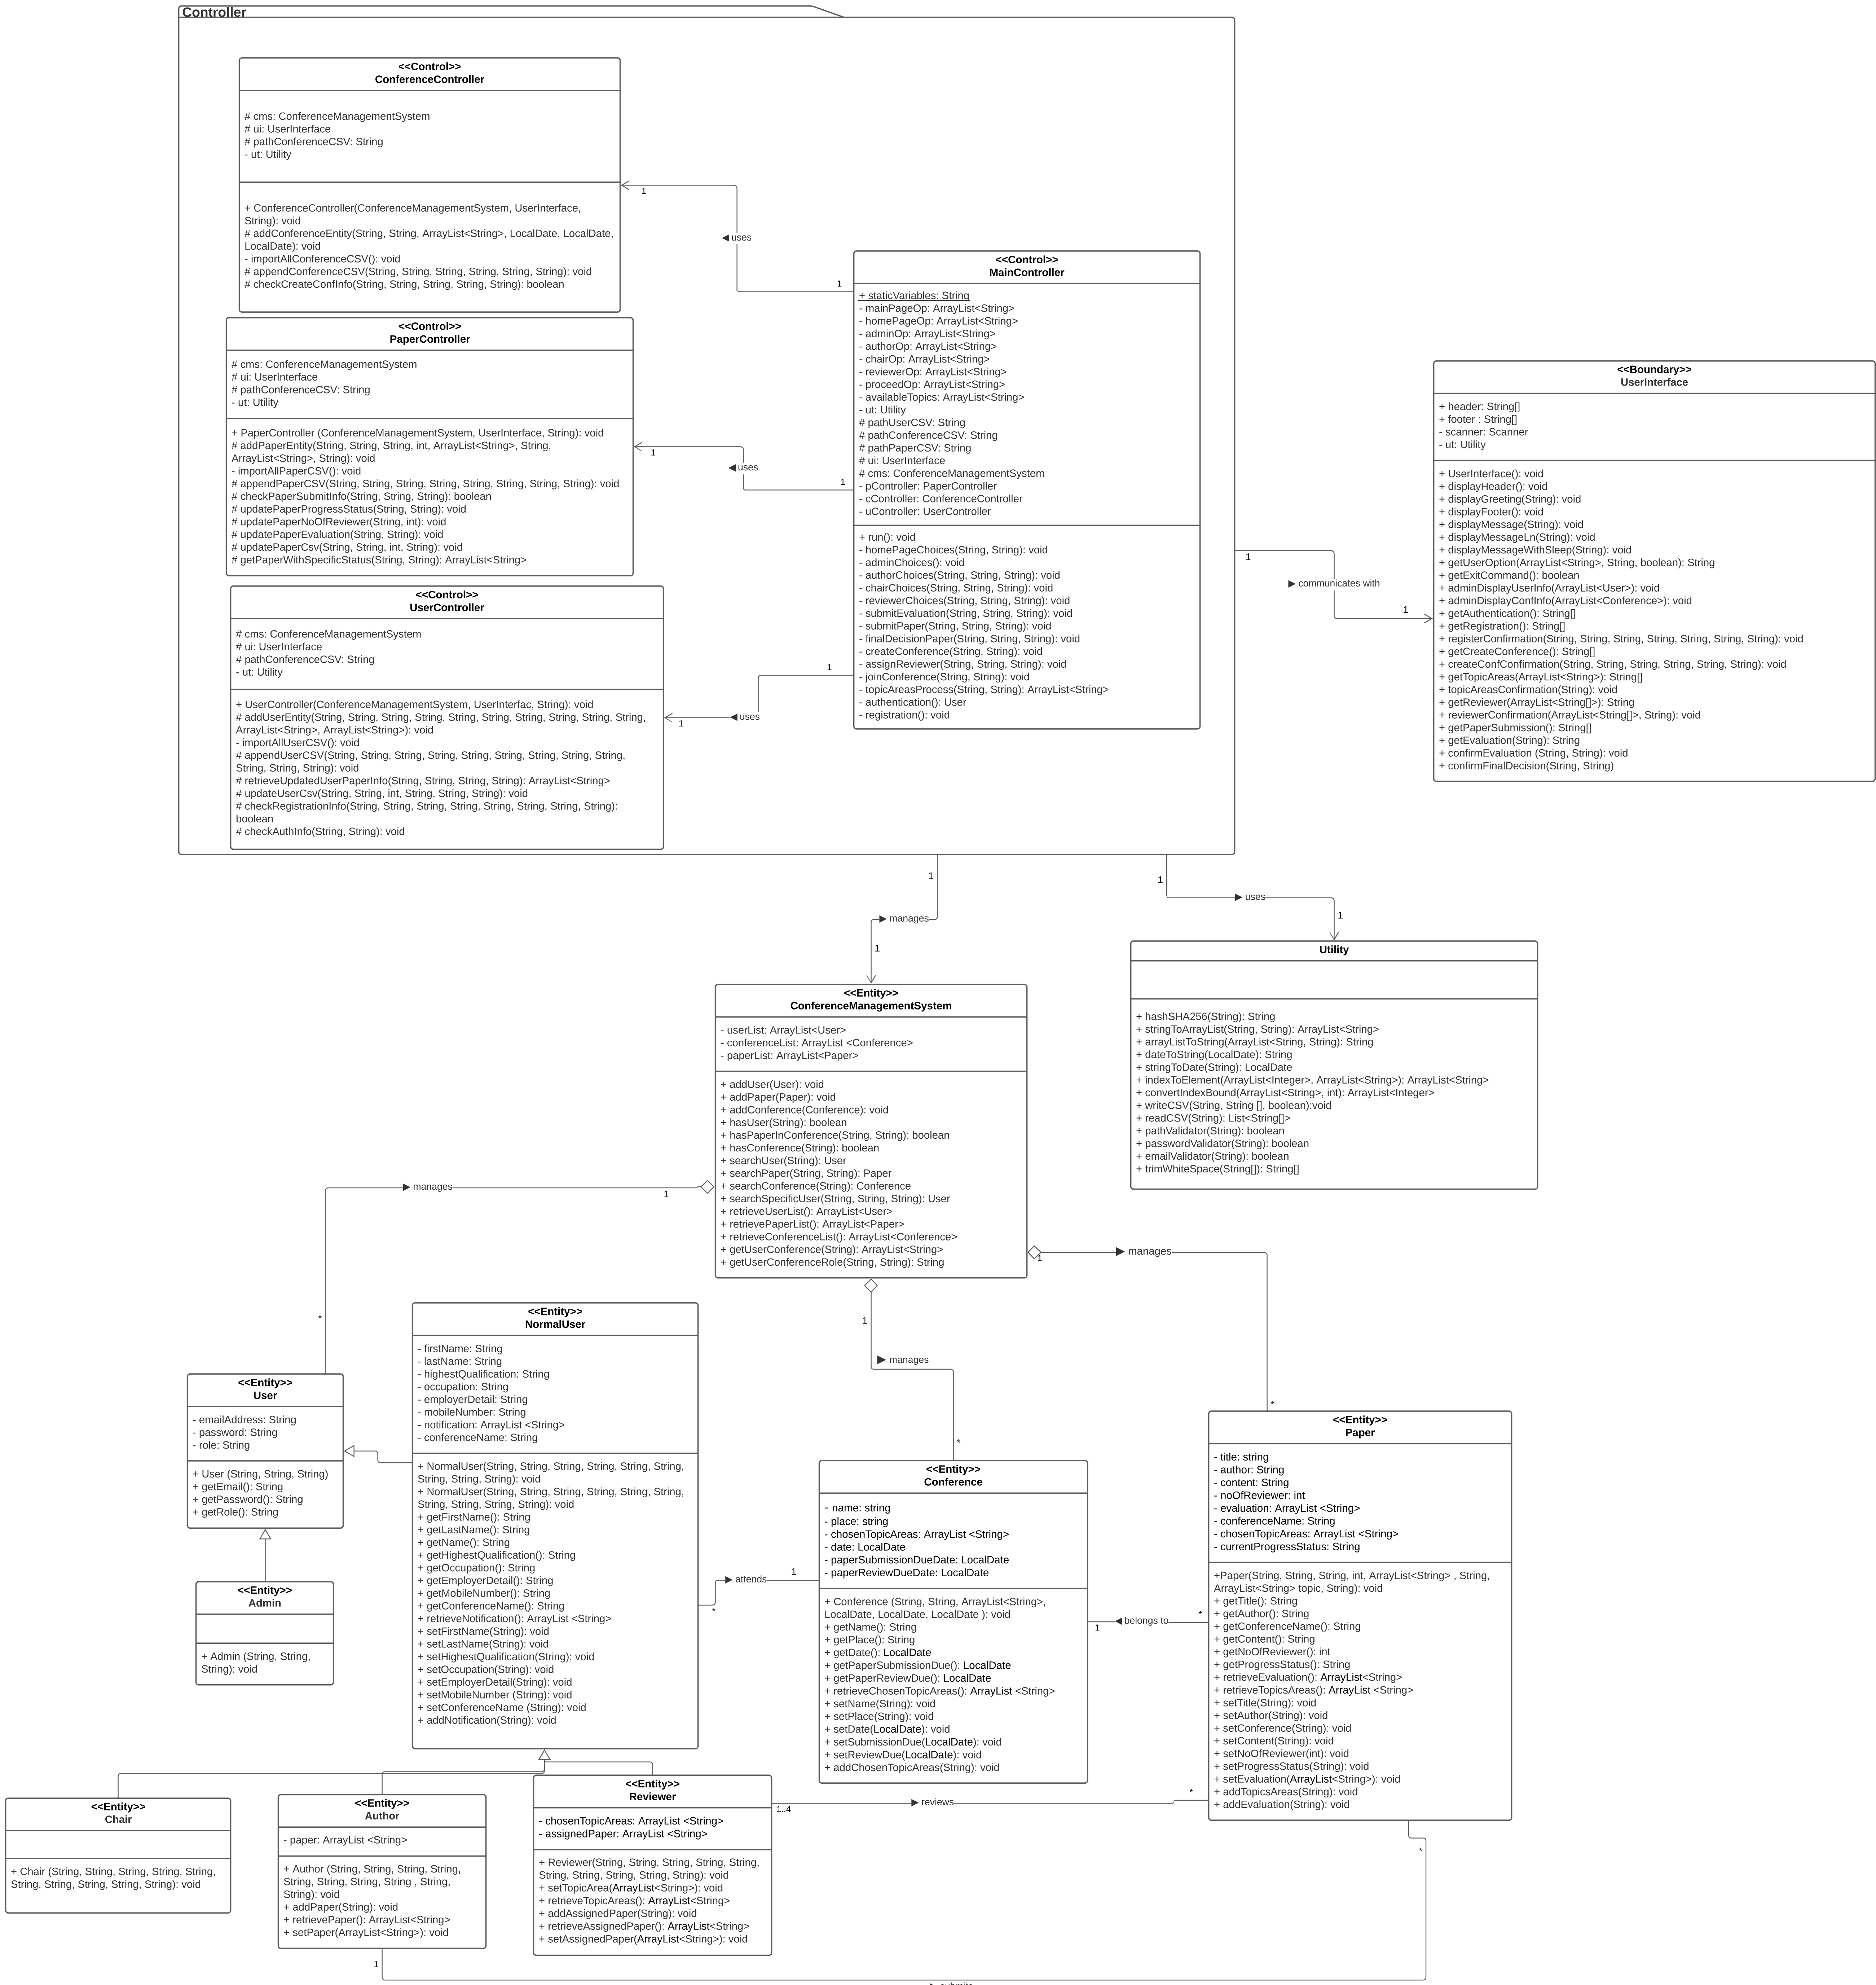 Controller
<<Control>>
ConferenceController
# cms: ConferenceManagementSystem
# ui: UserInterface
# pathConferenceCSV: String
- ut: Utility
+ ConferenceController(ConferenceManagementSystem, UserInterface,
String): void
# addConferenceEntity(String, String, ArrayList<String>, LocalDate, LocalDate,
LocalDate): void
- importAllConferenceCSV(): void
# appendConferenceCSV(String, String, String, String, String, String): void
# checkCreateConfInfo(String, String, String, String, String): boolean
1
◀ uses
1
<<Control>>
PaperController
# cms: ConferenceManagementSystem
# ui: UserInterface
# pathConferenceCSV: String
- ut: Utility
+ PaperController (ConferenceManagementSystem, UserInterface, String): void
# addPaperEntity(String, String, String, int, ArrayList<String>, String,
ArrayList<String>, String): void
- importAllPaperCSV(): void
# appendPaperCSV(String, String, String, String, String, String, String, String): void
# checkPaperSubmitInfo(String, String, String): boolean
# updatePaperProgressStatus(String, String): void
# updatePaperNoOfReviewer(String, int): void
# updatePaperEvaluation(String, String): void
# updatePaperCsv(String, String, int, String): void
# getPaperWithSpecificStatus(String, String): ArrayList<String>
1
◀ uses
1
<<Control>>
UserController
# cms: ConferenceManagementSystem
# ui: UserInterface
# pathConferenceCSV: String
- ut: Utility
+ UserController(ConferenceManagementSystem, UserInterfac, String): void
# addUserEntity(String, String, String, String, String, String, String, String, String, String,
ArrayList<String>, ArrayList<String>): void
- importAllUserCSV(): void
# appendUserCSV(String, String, String, String, String, String, String, String, String,
String, String, String): void
# retrieveUpdatedUserPaperInfo(String, String, String, String): ArrayList<String>
# updateUserCsv(String, String, int, String, String, String): void
# checkRegistrationInfo(String, String, String, String, String, String, String, String):
boolean
# checkAuthInfo(String, String): void
1
◀ uses
1
<<Control>>
MainController
+ staticVariables: String
- mainPageOp: ArrayList<String>
- homePageOp: ArrayList<String>
- adminOp: ArrayList<String>
- authorOp: ArrayList<String>
- chairOp: ArrayList<String>
- reviewerOp: ArrayList<String>
- proceedOp: ArrayList<String>
- availableTopics: ArrayList<String>
- ut: Utility
# pathUserCSV: String
# pathConferenceCSV: String
# pathPaperCSV: String
# ui: UserInterface
# cms: ConferenceManagementSystem
- pController: PaperController
- cController: ConferenceController
- uController: UserController
+ run(): void
- homePageChoices(String, String): void
- adminChoices(): void
- authorChoices(String, String, String): void
- chairChoices(String, String, String): void
- reviewerChoices(String, String, String): void
- submitEvaluation(String, String, String): void
- submitPaper(String, String, String): void
- finalDecisionPaper(String, String, String): void
- createConference(String, String): void
- assignReviewer(String, String, String): void
- joinConference(String, String): void
- topicAreasProcess(String, String): ArrayList<String>
- authentication(): User
- registration(): void
1
▶ communicates with
1
<<Boundary>>
UserInterface
+ header: String[]
+ footer : String[]
- scanner: Scanner
- ut: Utility
+ UserInterface(): void
+ displayHeader(): void
+ displayGreeting(String): void
+ displayFooter(): void
+ displayMessage(String): void
+ displayMessageLn(String): void
+ displayMessageWithSleep(String): void
+ getUserOption(ArrayList<String>, String, boolean): String
+ getExitCommand(): boolean
+ adminDisplayUserInfo(ArrayList<User>): void
+ adminDisplayConfInfo(ArrayList<Conference>): void
+ getAuthentication(): String[]
+ getRegistration(): String[]
+ registerConfirmation(String, String, String, String, String, String, String): void
+ getCreateConference(): String[]
+ createConfConfirmation(String, String, String, String, String, String): void
+ getTopicAreas(ArrayList<String>): String[]
+ topicAreasConfirmation(String): void
+ getReviewer(ArrayList<String[]>): String
+ reviewerConfirmation(ArrayList<String[]>, String): void
+ getPaperSubmission(): String[]
+ getEvaluation(String): String
+ confirmEvaluation (String, String): void
+ confirmFinalDecision(String, String)
1
▶ manages
1
1
▶ uses
1
Utility
+ hashSHA256(String): String
+ stringToArrayList(String, String): ArrayList<String>
+ arrayListToString(ArrayList<String, String): String
+ dateToString(LocalDate): String
+ stringToDate(String): LocalDate
+ indexToElement(ArrayList<Integer>, ArrayList<String>): ArrayList<String>
+ convertIndexBound(ArrayList<String>, int): ArrayList<Integer>
+ writeCSV(String, String [], boolean):void
+ readCSV(String): List<String[]>
+ pathValidator(String): boolean
+ passwordValidator(String): boolean
+ emailValidator(String): boolean
+ trimWhiteSpace(String[]): String[]
<<Entity>>
ConferenceManagementSystem
- userList: ArrayList<User>
- conferenceList: ArrayList <Conference>
- paperList: ArrayList<Paper>
+ addUser(User): void
+ addPaper(Paper): void
+ addConference(Conference): void
+ hasUser(String): boolean
+ hasPaperInConference(String, String): boolean
+ hasConference(String): boolean
+ searchUser(String): User
+ searchPaper(String, String): Paper
+ searchConference(String): Conference
+ searchSpecificUser(String, String, String): User
+ retrieveUserList(): ArrayList<User>
+ retrievePaperList(): ArrayList<Paper>
+ retrieveConferenceList(): ArrayList<Conference>
+ getUserConference(String): ArrayList<String>
+ getUserConferenceRole(String, String): String
▶ manages
1
*
1
▶ manages
*
1
▶ manages
*
<<Entity>>
User
- emailAddress: String
- password: String
- role: String
+ User (String, String, String)
+ getEmail(): String
+ getPassword(): String
+ getRole(): String
<<Entity>>
Admin
+ Admin (String, String,
String): void
<<Entity>>
NormalUser
- firstName: String
- lastName: String
- highestQualification: String
- occupation: String
- employerDetail: String
- mobileNumber: String
- notification: ArrayList <String>
- conferenceName: String
+ NormalUser(String, String, String, String, String, String,
String, String, String): void
+ NormalUser(String, String, String, String, String, String,
String, String, String, String): void
+ getFirstName(): String
+ getLastName(): String
+ getName(): String
+ getHighestQualification(): String
+ getOccupation(): String
+ getEmployerDetail(): String
+ getMobileNumber(): String
+ getConferenceName(): String
+ retrieveNotification(): ArrayList <String>
+ setFirstName(String): void
+ setLastName(String): void
+ setHighestQualification(String): void
+ setOccupation(String): void
+ setEmployerDetail(String): void
+ setMobileNumber (String): void
+ setConferenceName (String): void
+ addNotification(String): void
*
▶ attends
1
<<Entity>>
Conference
- name: string
- place: string
- chosenTopicAreas: ArrayList <String>
- date: LocalDate
- paperSubmissionDueDate: LocalDate
- paperReviewDueDate: LocalDate
+ Conference (String, String, ArrayList<String>,
LocalDate, LocalDate, LocalDate ): void
+ getName(): String
+ getPlace(): String
+ getDate(): LocalDate
+ getPaperSubmissionDue(): LocalDate
+ getPaperReviewDue(): LocalDate
+ retrieveChosenTopicAreas(): ArrayList <String>
+ setName(String): void
+ setPlace(String): void
+ setDate(LocalDate): void
+ setSubmissionDue(LocalDate): void
+ setReviewDue(LocalDate): void
+ addChosenTopicAreas(String): void
1
◀ belongs to
*
<<Entity>>
Paper
- title: string
- author: String
- content: String
- noOfReviewer: int
- evaluation: ArrayList <String>
- conferenceName: String
- chosenTopicAreas: ArrayList <String>
- currentProgressStatus: String
+Paper(String, String, String, int, ArrayList<String> , String,
ArrayList<String> topic, String): void
+ getTitle(): String
+ getAuthor(): String
+ getConferenceName(): String
+ getContent(): String
+ getNoOfReviewer(): int
+ getProgressStatus(): String
+ retrieveEvaluation(): ArrayList<String>
+ retrieveTopicsAreas(): ArrayList <String>
+ setTitle(String): void
+ setAuthor(String): void
+ setConference(String): void
+ setContent(String): void
+ setNoOfReviewer(int): void
+ setProgressStatus(String): void
+ setEvaluation(ArrayList<String>): void
+ addTopicsAreas(String): void
+ addEvaluation(String): void
<<Entity>>
Chair
+ Chair (String, String, String, String, String,
String, String, String, String, String): void
<<Entity>>
Author
- paper: ArrayList <String>
+ Author (String, String, String, String,
String, String, String, String , String,
String): void
+ addPaper(String): void
+ retrievePaper(): ArrayList<String>
+ setPaper(ArrayList<String>): void
<<Entity>>
Reviewer
- chosenTopicAreas: ArrayList <String>
- assignedPaper: ArrayList <String>
+ Reviewer(String, String, String, String, String,
String, String, String, String, String): void
+ setTopicArea(ArrayList<String>): void
+ retrieveTopicAreas(): ArrayList<String>
+ addAssignedPaper(String): void
+ retrieveAssignedPaper(): ArrayList<String>
+ setAssignedPaper(ArrayList<String>): void
1..4
▶ reviews
*
1
*